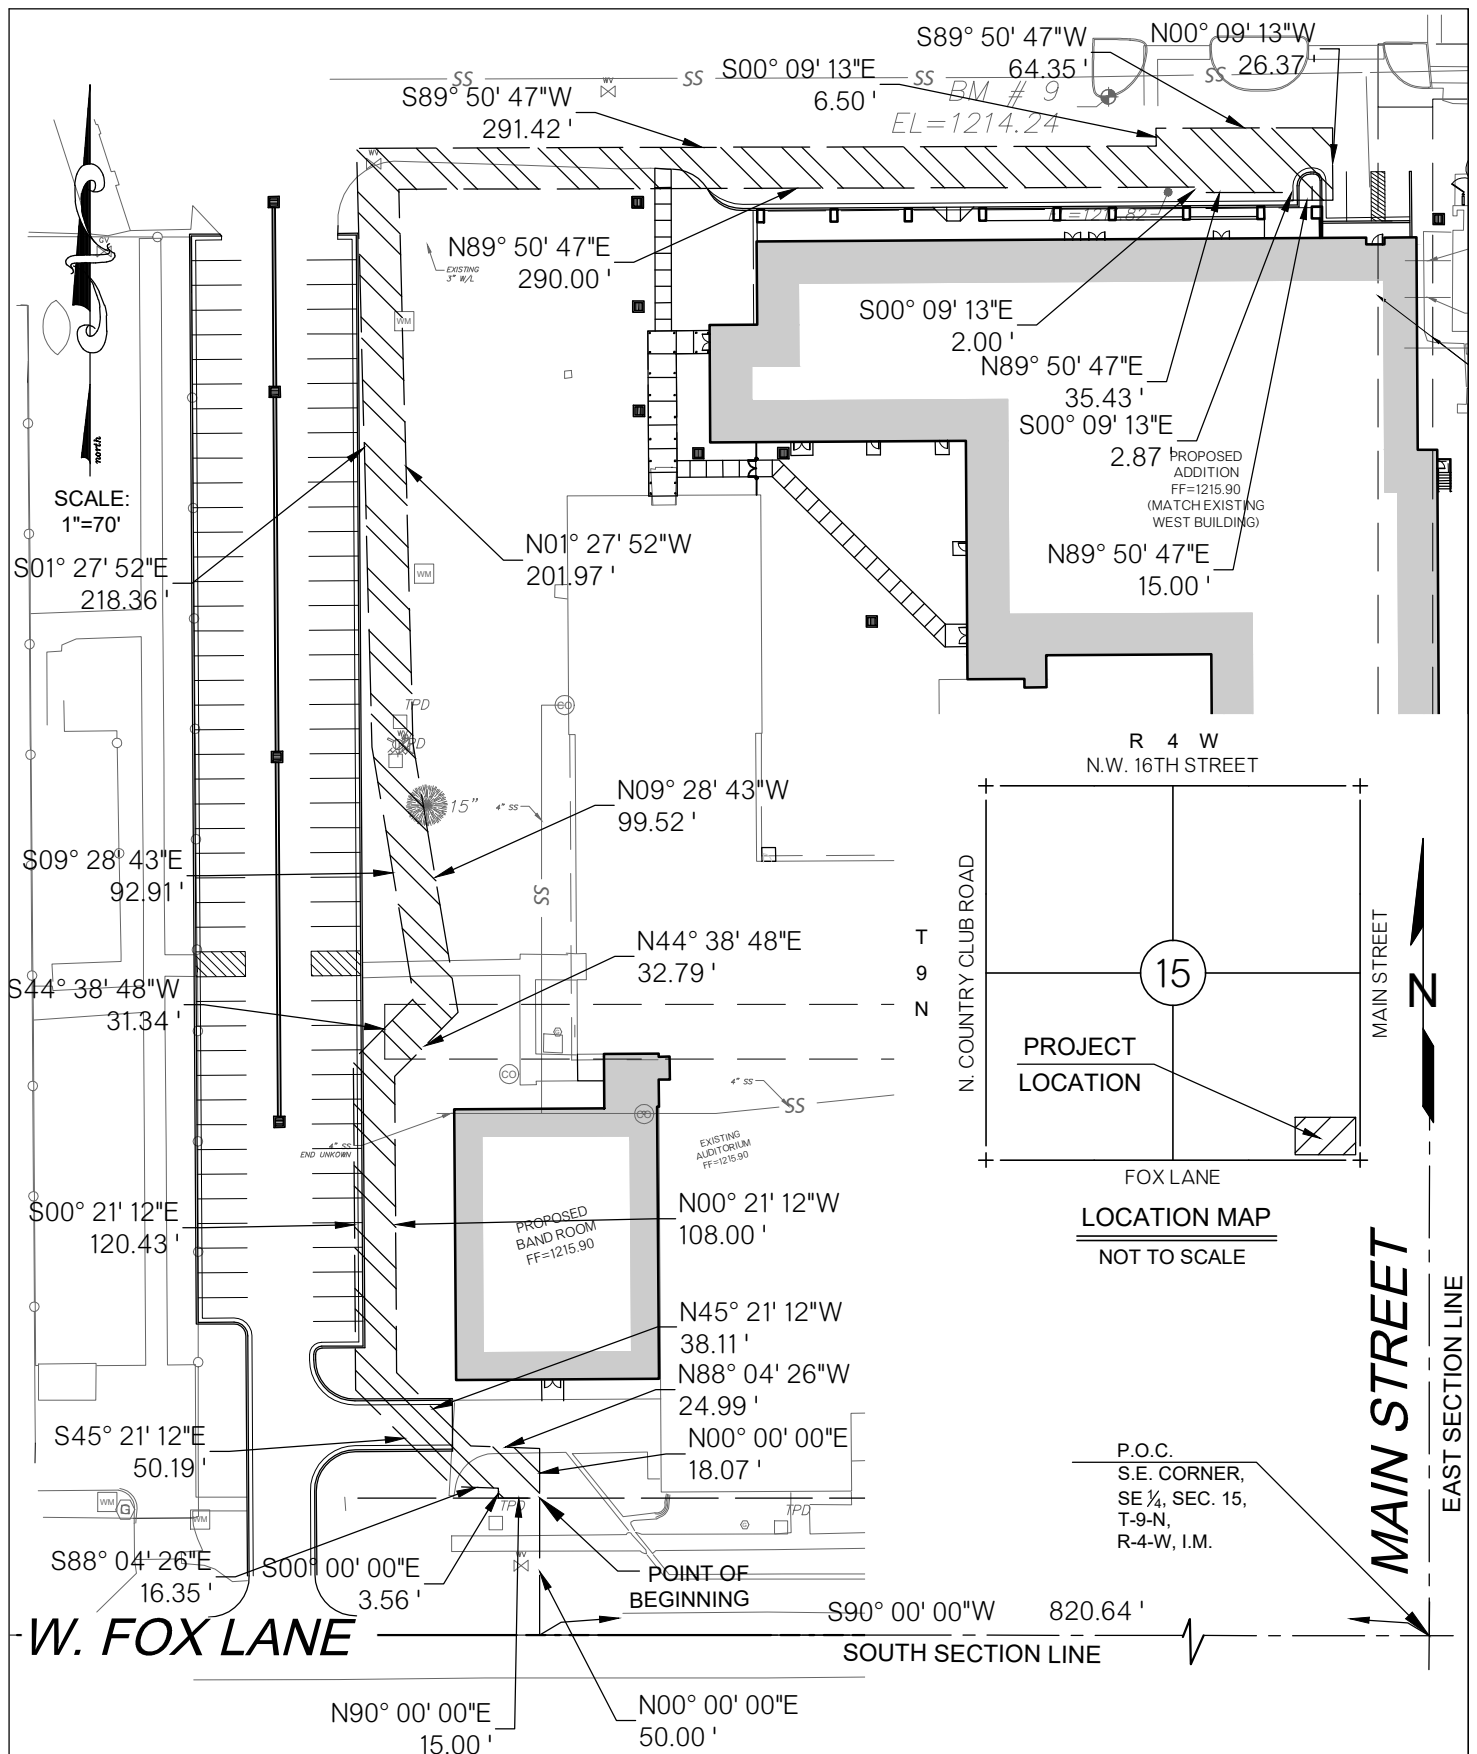 S89° 50' 47"W
64.35 '
N00° 09' 13"W
26.37 '
S00° 09' 13"E
6.50 '
S89° 50' 47"W
291.42 '
SS
SS
SS
SS
WV
BM # 9
EL=1214.24
WV
GV
north
SCALE:
1"=70'
N89° 50' 47"E
290.00 '
EXISTING
3" W/L
WM
S00° 09' 13"E
2.00 '
N89° 50' 47"E
35.43 '
S00° 09' 13"E
2.87 '
PROPOSED
ADDITION
FF=1215.90
(MATCH EXISTING
WEST BUILDING)
N89° 50' 47"E
15.00 '
S01° 27' 52"E
218.36 '
N01° 27' 52"W
201.97 '
WM
TPD
TPD
CO
15"
4" SS
SS
N09° 28' 43"W
99.52 '
S09° 28' 43"E
92.91 '
N44° 38' 48"E
32.79 '
S44° 38' 48"W
31.34 '
G
CO
4" SS
SS
CO
4" SS
END UNKOWN
EXISTING
AUDITORIUM
FF=1215.90
PROPOSED
BAND ROOM
FF=1215.90
S00° 21' 12"E
120.43 '
N00° 21' 12"W
108.00 '
N45° 21' 12"W
38.11 '
N88° 04' 26"W
24.99 '
N00° 00' 00"E
18.07 '
S45° 21' 12"E
50.19 '
WM
G
WM
TPD
G
TPD
WV
S88° 04' 26"E
16.35 '
S00° 00' 00"E
3.56 '
POINT OF
BEGINNING
W. FOX LANE
S90° 00' 00"W 820.64 '
SOUTH SECTION LINE
N90° 00' 00"E
15.00 '
N00° 00' 00"E
50.00 '
R 4 W
N.W. 16TH STREET
T
9
N
N. COUNTRY CLUB ROAD
15
MAIN STREET
N
PROJECT
LOCATION
FOX LANE
LOCATION MAP
NOT TO SCALE
MAIN STREET
EAST SECTION LINE
P.O.C.
S.E. CORNER,
SE ¼, SEC. 15,
T-9-N,
R-4-W, I.M.